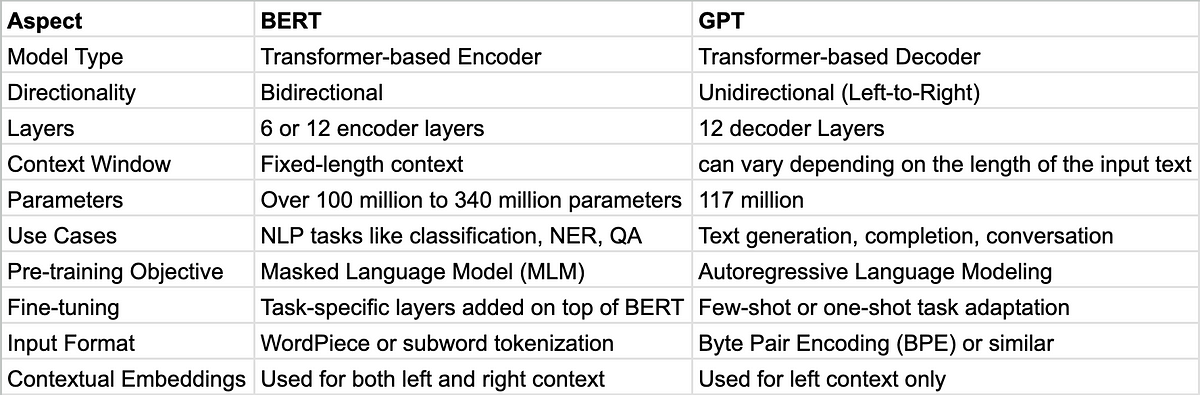 Aspect BERT GPT
Model Type Transformer-based Encoder Transformer-based Decoder
Directionality Bidirectional Unidirectional (Left-to-Right)
Layers 6 or 12 encoder layers 12 decoder Layers
Context Window Fixed-length context can vary depending on the length of the input text
Parameters Over 100 million to 340 million parameters 117 million
Use Cases NLP tasks like classification, NER, QA Text generation, completion, conversation
Pre-training Objective Masked Language Model (MLM) Autoregressive Language Modeling
Fine-tuning Task-specific layers added on top of BERT Few-shot or one-shot task adaptation
Input Format WordPiece or subword tokenization Byte Pair Encoding (BPE) or similar
Contextual Embeddings Used for both left and right context Used for left context only